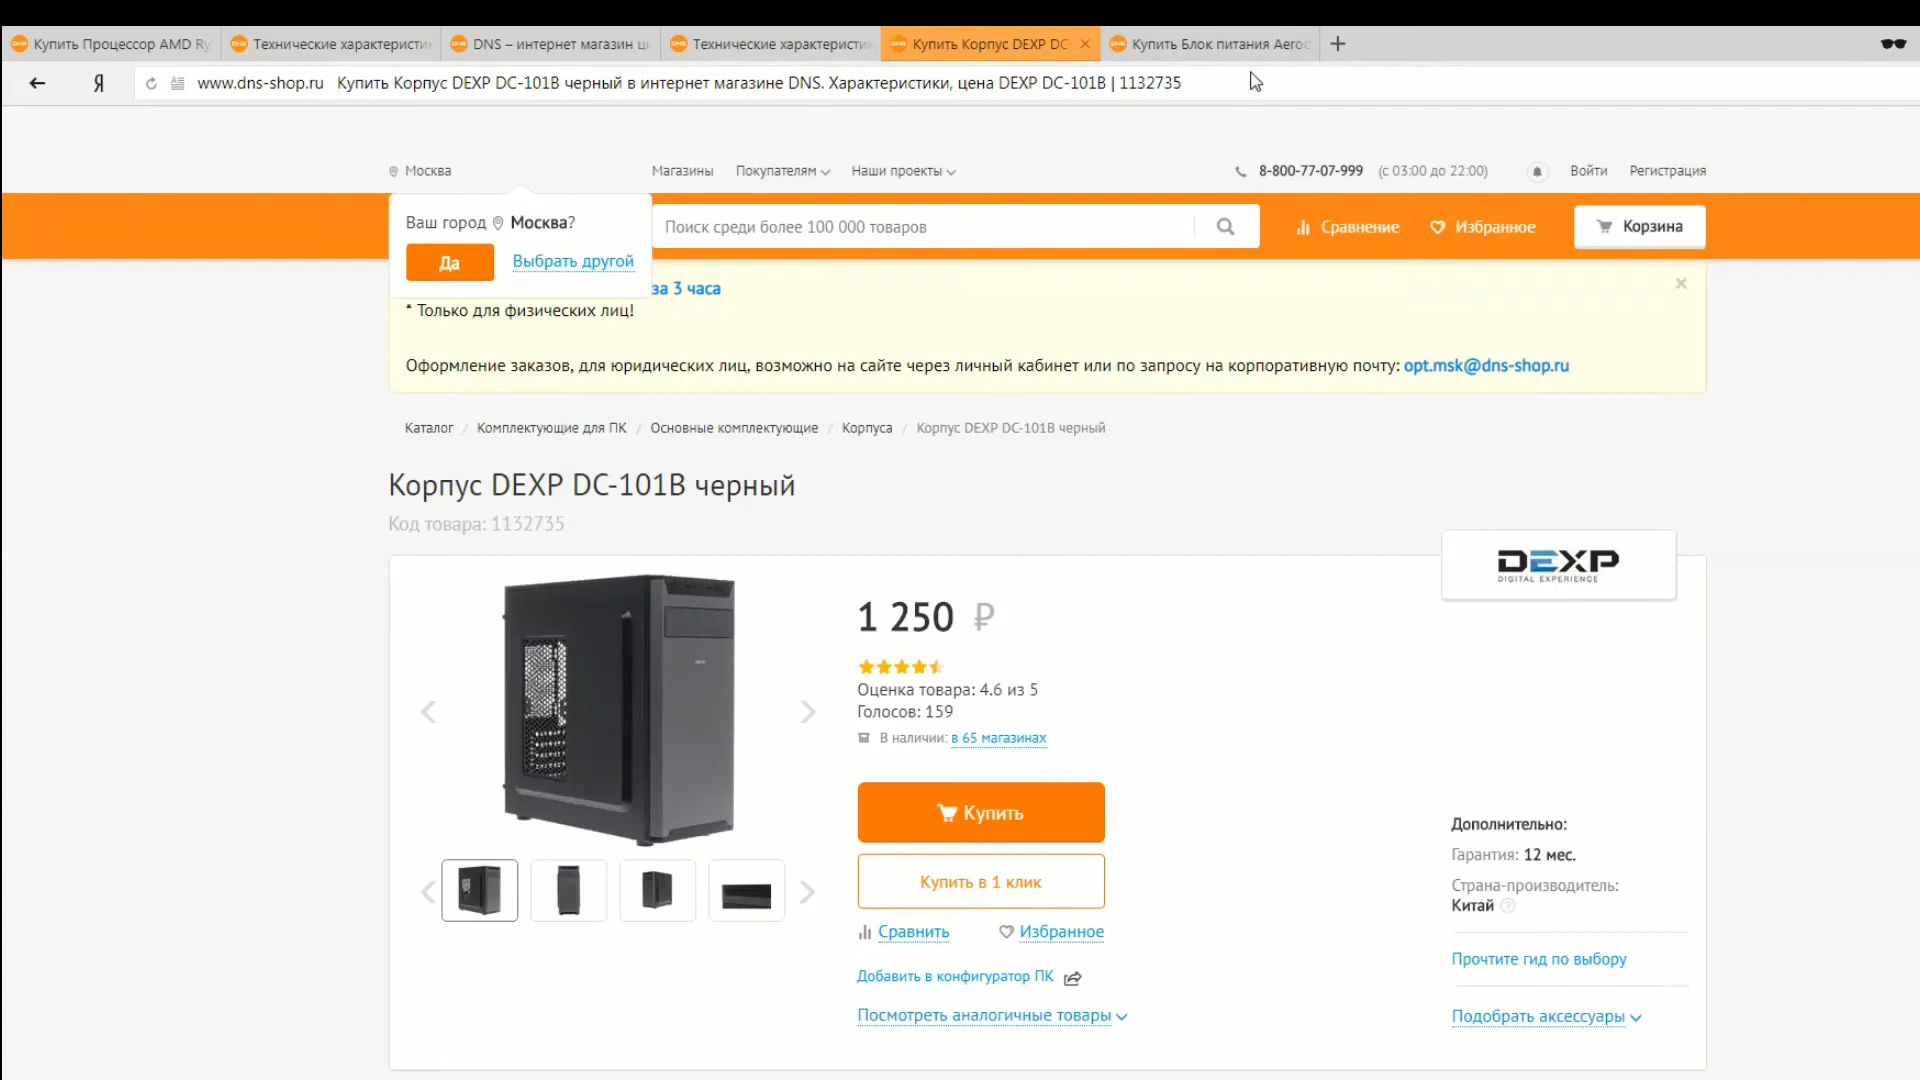 Купить Процессор AMD Ry
Технические характеристи
DNS – интернет магазин ц
Технические характеристик
Купить Корпус DEXP DC
Купить Блок питания Aeroc
Я
www.dns-shop.ru Купить Корпус DEXP DC-101B черный в интернет магазине DNS. Характеристики, цена DEXP DC-101B | 1132735
Москва
Магазины
Покупателям
Наши проекты
8-800-77-07-999 (с 03:00 до 22:00)
Войти
Регистрация
Ваш город Москва?
Да
Выбрать другой
Поиск среди более 100 000 товаров
Сравнение
Избранное
Корзина
за 3 часа
* Только для физических лиц!
Оформление заказов, для юридических лиц, возможно на сайте через личный кабинет или по запросу на корпоративную почту: opt.msk@dns-shop.ru
Каталог / Комплектующие для ПК / Основные комплектующие / Корпуса / Корпус DEXP DC-101B черный
Корпус DEXP DC-101B черный
Код товара: 1132735
DEXP
DIGITAL EXPERIENCE
1 250 ₽
Оценка товара: 4.6 из 5
Голосов: 159
В наличии: в 65 магазинах
Купить
Купить в 1 клик
Сравнить
Избранное
Добавить в конфигуратор ПК
Посмотреть аналогичные товары
Дополнительно:
Гарантия: 12 мес.
Страна-производитель:
Китай
Прочтите гид по выбору
Подобрать аксессуары